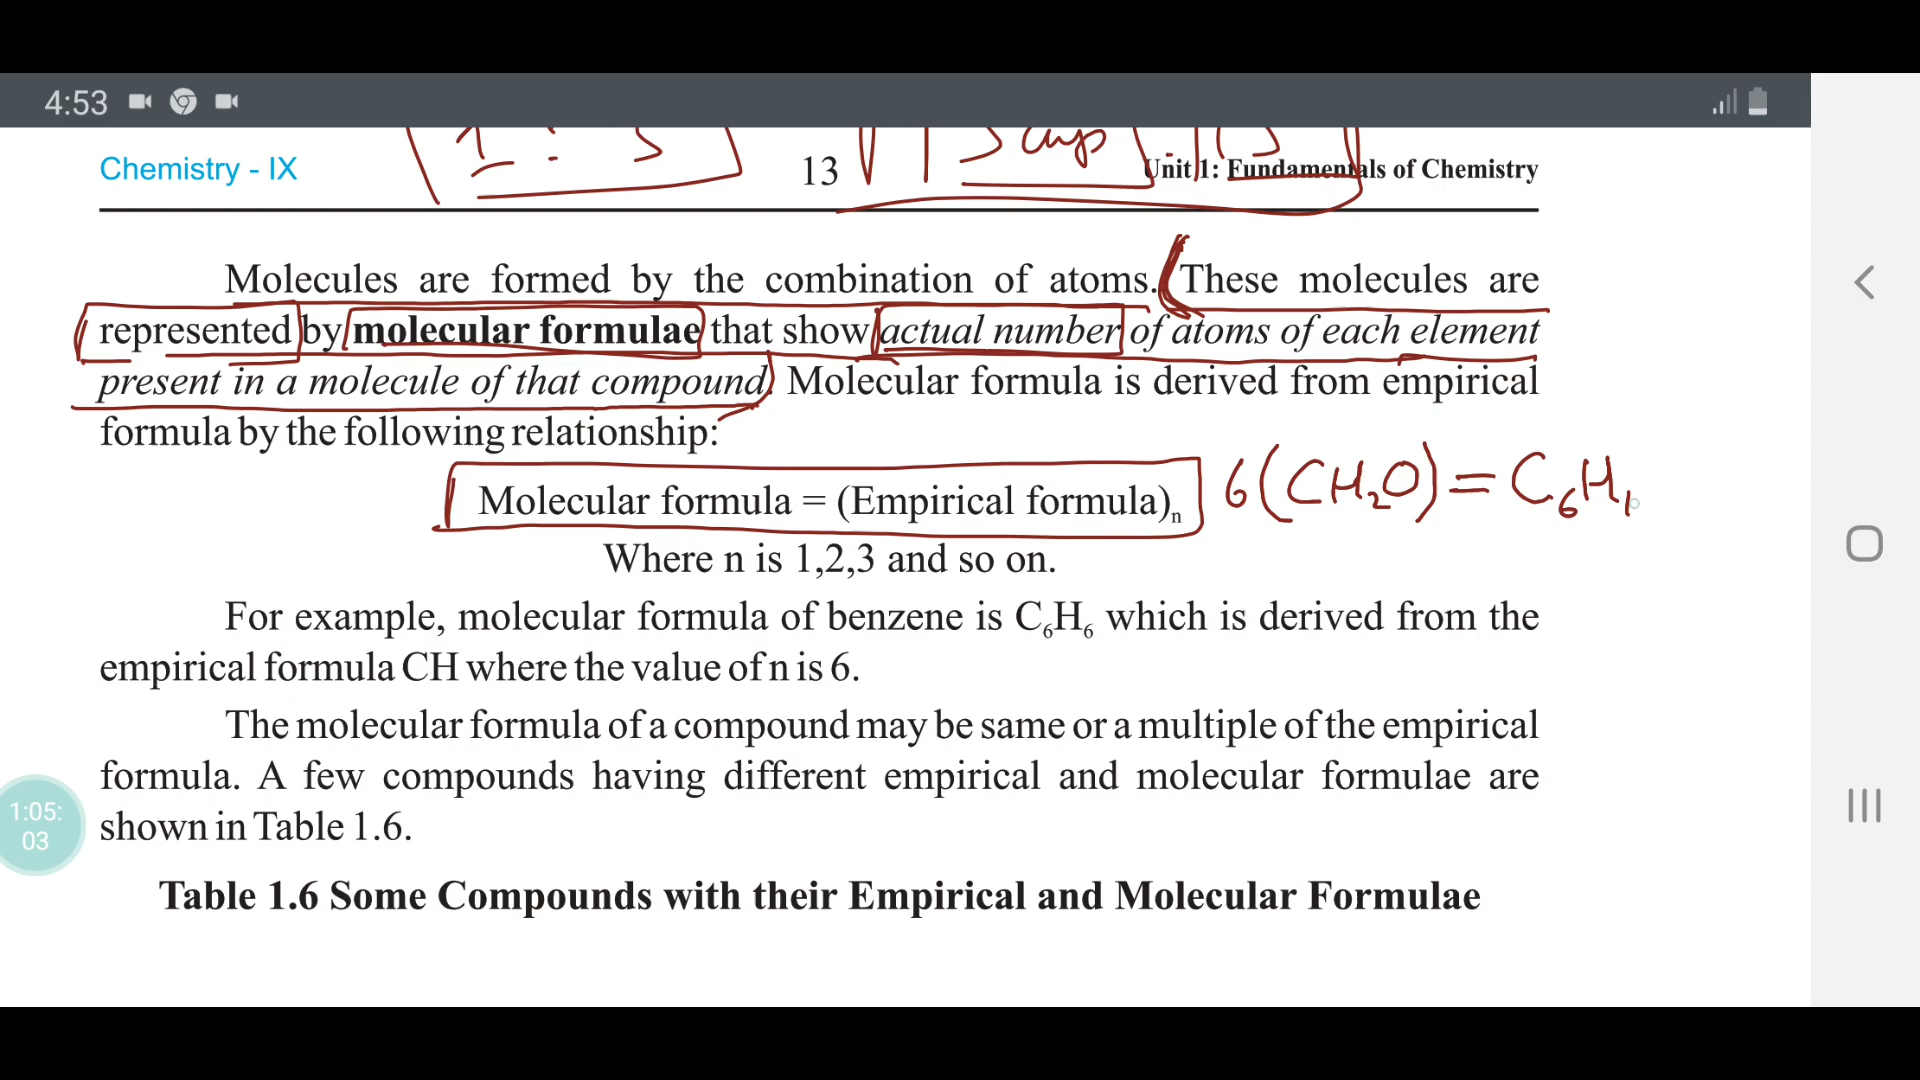 4:53
1 : 3
Chemistry - IX 13 Unit 1: Fundamentals of Chemistry
Molecules are formed by the combination of atoms. These molecules are
represented by molecular formulae that show actual number of atoms of each element
present in a molecule of that compound. Molecular formula is derived from empirical
formula by the following relationship:
Molecular formula = (Empirical formula)ₙ 6(CH₂O) = C₆H₁
Where n is 1,2,3 and so on.
For example, molecular formula of benzene is C₆H₆ which is derived from the
empirical formula CH where the value of n is 6.
The molecular formula of a compound may be same or a multiple of the empirical
formula. A few compounds having different empirical and molecular formulae are
1:05:
03
shown in Table 1.6.
Table 1.6 Some Compounds with their Empirical and Molecular Formulae